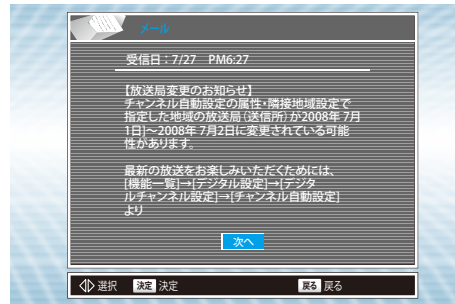 メール
受信日：7/27　PM6:27
【放送局変更のお知らせ】
チャンネル自動設定の属性・隣接地域設定で
指定した地域の放送局（送信所）が2008年 7月
1日]～2008年 7月2日に変更されている可能
性があります。
最新の放送をお楽しみいただくためには、
[機能一覧]→[デジタル設定]→[デジタ
ルチャンネル設定]→[チャンネル自動設定]
より
次へ
選択 決定 決定 戻る 戻る